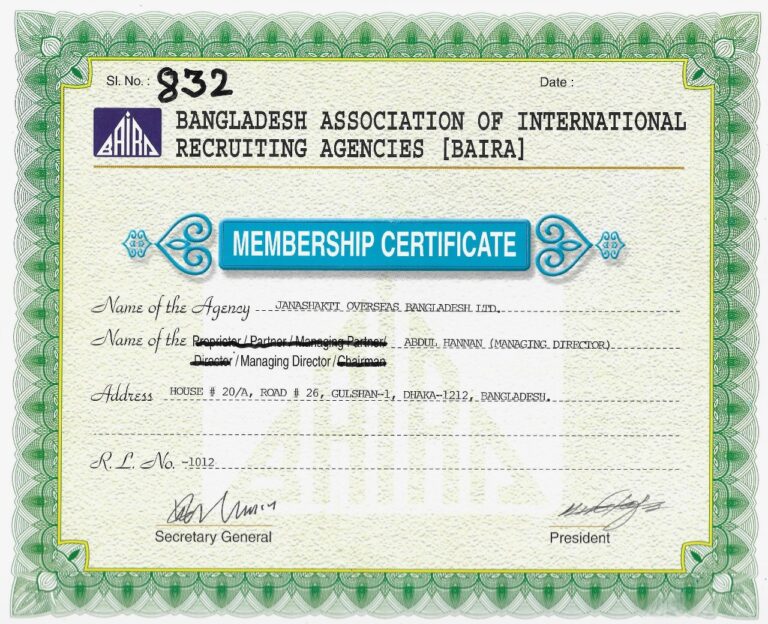 Sl. No. : 832
Date :
BAIRA
BANGLADESH ASSOCIATION OF INTERNATIONAL
RECRUITING AGENCIES [BAIRA]
MEMBERSHIP CERTIFICATE
Name of the Agency JANASHAKTI OVERSEAS BANGLADESH LTD.
Name of the Proprietor / Partner / Managing Partner/ ABDUL HANNAN (MANAGING DIRECTOR)
Director / Managing Director / Chairman
Address HOUSE # 20/A, ROAD # 26, GULSHAN-1, DHAKA-1212, BANGLADESH.
R. L. No. -1012
Secretary General
President